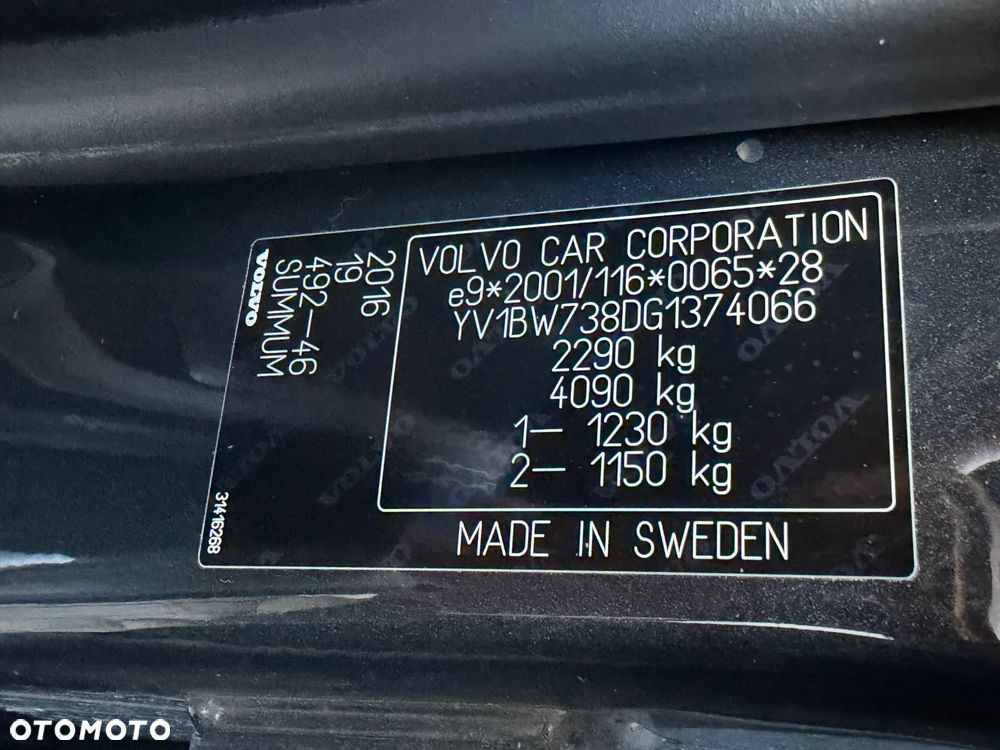 VOLVO
SUMMUM
492-46
19
2016
31416268
VOLVO CAR CORPORATION
e9*2001/116*0065*28
YV1BW738DG1374066
2290 kg
4090 kg
1- 1230 kg
2- 1150 kg
MADE IN SWEDEN
OTOMOTO